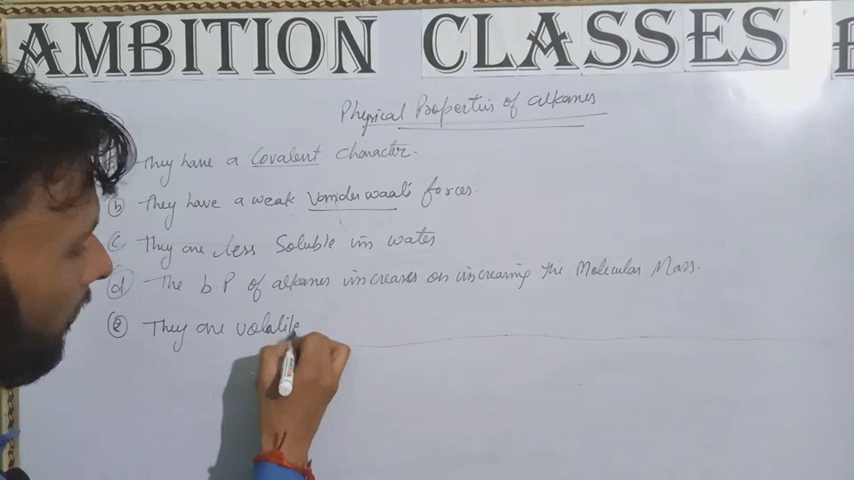 AMBITION CLASSES
Physical Properties of alkanes
They have a Covalent character.
(b) They have a weak Vanderwaals forces.
(c) They are less Soluble in water
(d) The b.P of alkanes increases on increasing the Molecular Mass.
(e) They are volatile